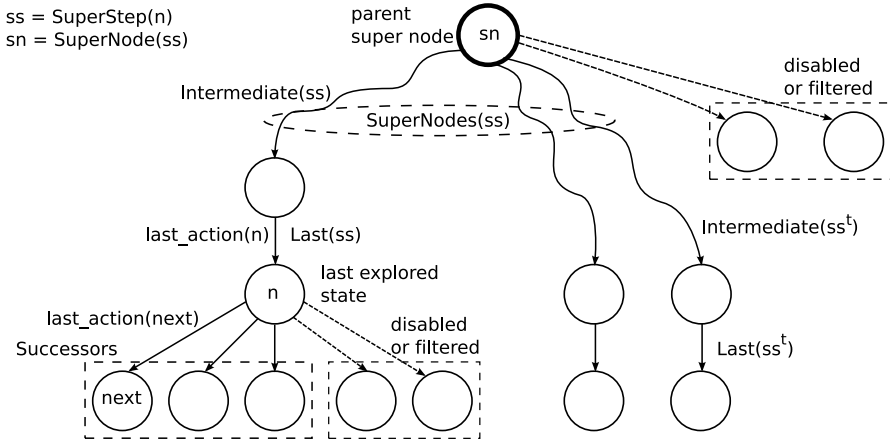 ss = SuperStep(n)
sn = SuperNode(ss)
parent
super node
sn
disabled
or filtered
Intermediate(ss)
SuperNodes(ss)
Intermediate(ss^t)
last_action(n)
Last(ss)
n
last explored
state
last_action(next)
disabled
or filtered
Successors
Last(ss^t)
next